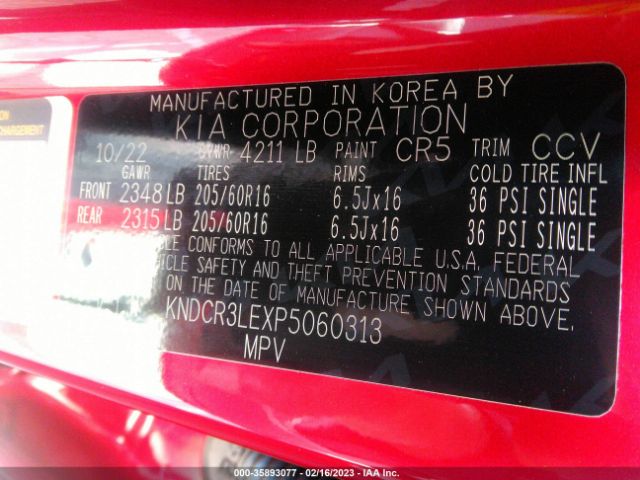 ON
CHARGEMENT
MANUFACTURED IN KOREA BY
KIA CORPORATION
10/22 GVWR 4211 LB PAINT CR5 TRIM CCV
GAWR TIRES RIMS COLD TIRE INFL
FRONT 2348 LB 205/60R16 6.5Jx16 36 PSI SINGLE
REAR 2315 LB 205/60R16 6.5Jx16 36 PSI SINGLE
CONFORMS TO ALL APPLICABLE U.S.A. FEDERAL
SAFETY AND THEFT PREVENTION STANDARDS
ON THE DATE OF MANUFACTURE SHOWN ABOVE.
KNDCR3LEXP5060313
MPV
000-35893077 - 02/16/2023 - IAA Inc.